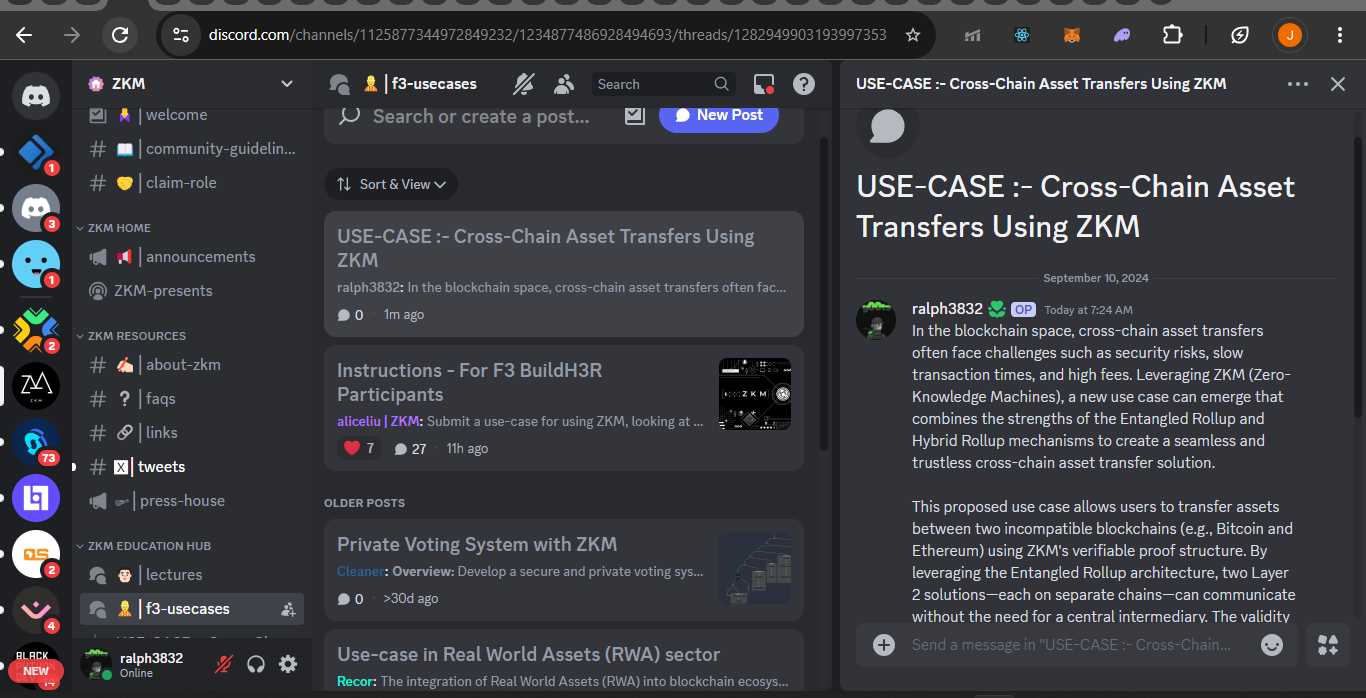 discord.com/channels/1125877344972849232/1234877486928494693/threads/1282949903193997353
J
ZKM
welcome
community-guidelin...
claim-role
ZKM HOME
announcements
ZKM-presents
ZKM RESOURCES
about-zkm
faqs
links
tweets
press-house
ZKM EDUCATION HUB
lectures
f3-usecases
ralph3832
Online
1
3
1
2
ZKM
73
2
4
BLACK
NEW
f3-usecases
Search
Search or create a post...
New Post
Sort & View
USE-CASE :- Cross-Chain Asset Transfers Using
ZKM
ralph3832: In the blockchain space, cross-chain asset transfers often fac...
0 · 1m ago
Instructions - For F3 BuildH3R
Participants
aliceliu | ZKM: Submit a use-case for using ZKM, looking at ...
7 27 · 11h ago
ZKM
OLDER POSTS
Private Voting System with ZKM
Cleaner: Overview: Develop a secure and private voting sys...
0 · >30d ago
Use-case in Real World Assets (RWA) sector
Recor: The integration of Real World Assets (RWA) into blockchain ecosys...
USE-CASE :- Cross-Chain Asset Transfers Using ZKM
USE-CASE :- Cross-Chain Asset
Transfers Using ZKM
September 10, 2024
ralph3832 OP Today at 7:24 AM
In the blockchain space, cross-chain asset transfers
often face challenges such as security risks, slow
transaction times, and high fees. Leveraging ZKM (Zero-
Knowledge Machines), a new use case can emerge that
combines the strengths of the Entangled Rollup and
Hybrid Rollup mechanisms to create a seamless and
trustless cross-chain asset transfer solution.
This proposed use case allows users to transfer assets
between two incompatible blockchains (e.g., Bitcoin and
Ethereum) using ZKM's verifiable proof structure. By
leveraging the Entangled Rollup architecture, two Layer
2 solutions—each on separate chains—can communicate
without the need for a central intermediary. The validity
Send a message in "USE-CASE :- Cross-Chain...